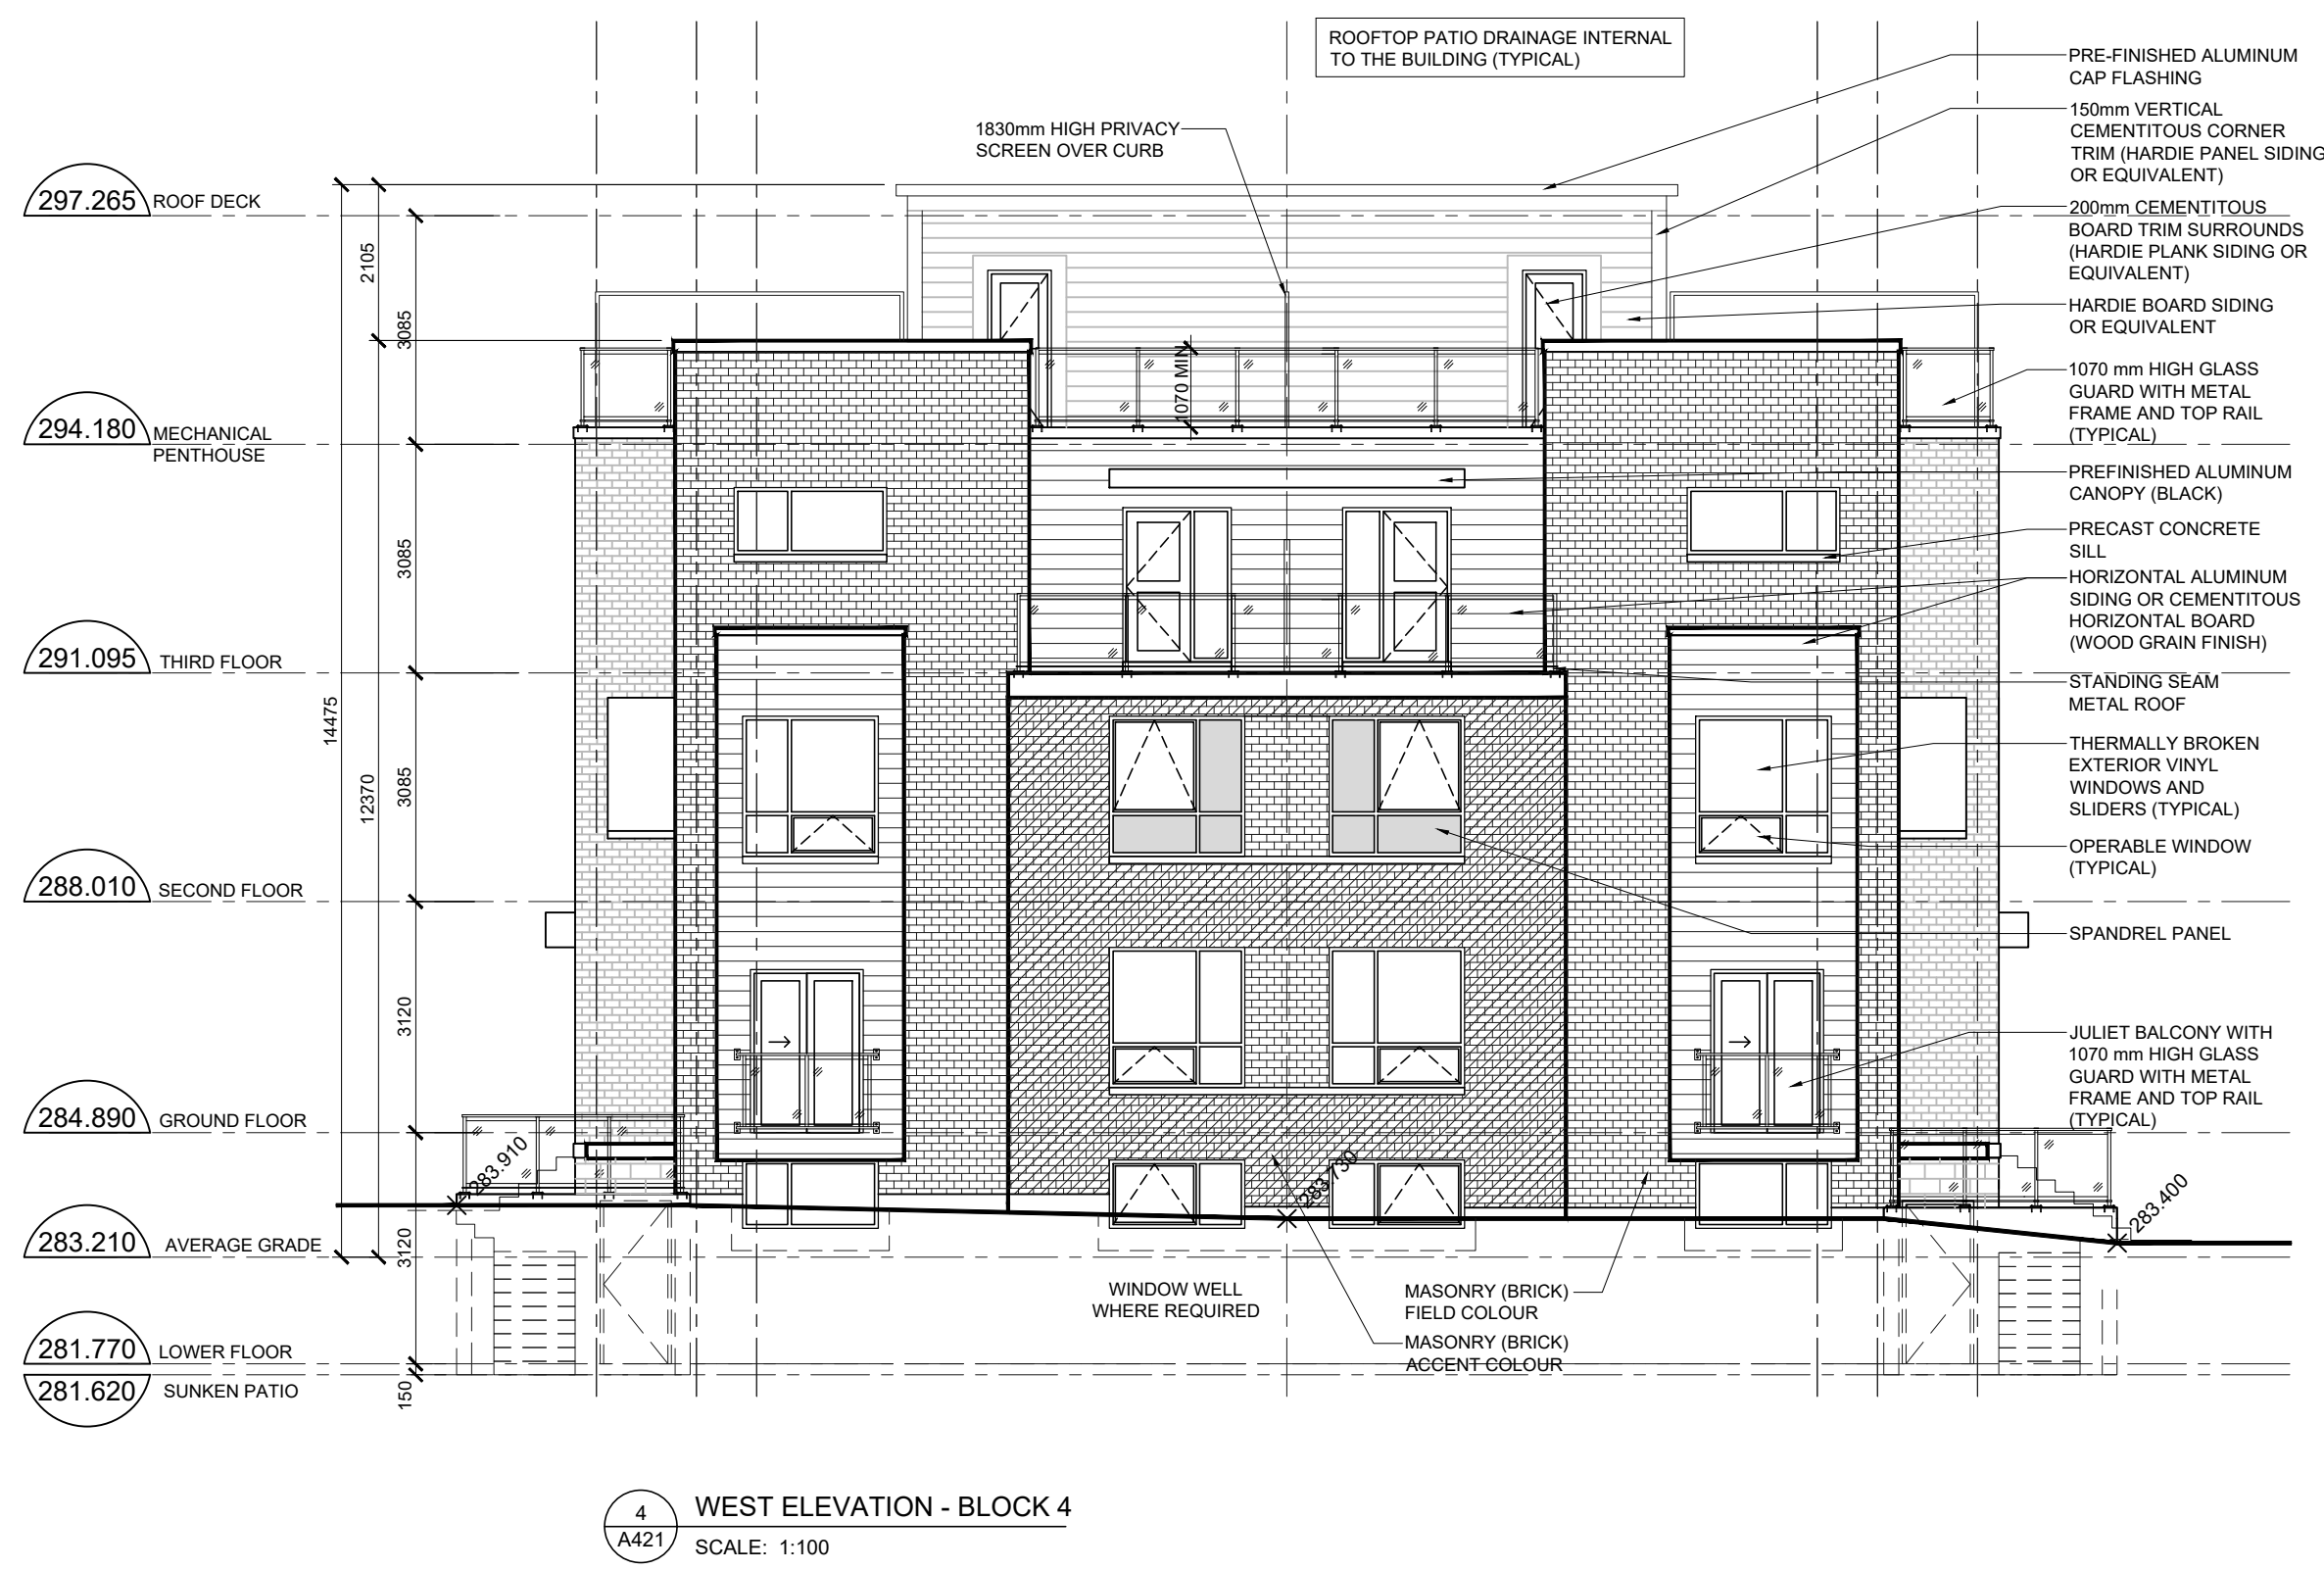 ROOFTOP PATIO DRAINAGE INTERNAL
TO THE BUILDING (TYPICAL)
1830mm HIGH PRIVACY
SCREEN OVER CURB
PRE-FINISHED ALUMINUM
CAP FLASHING
150mm VERTICAL
CEMENTITOUS CORNER
TRIM (HARDIE PANEL SIDING
OR EQUIVALENT)
200mm CEMENTITOUS
BOARD TRIM SURROUNDS
(HARDIE PLANK SIDING OR
EQUIVALENT)
HARDIE BOARD SIDING
OR EQUIVALENT
1070 mm HIGH GLASS
GUARD WITH METAL
FRAME AND TOP RAIL
(TYPICAL)
PREFINISHED ALUMINUM
CANOPY (BLACK)
PRECAST CONCRETE
SILL
HORIZONTAL ALUMINUM
SIDING OR CEMENTITOUS
HORIZONTAL BOARD
(WOOD GRAIN FINISH)
STANDING SEAM
METAL ROOF
THERMALLY BROKEN
EXTERIOR VINYL
WINDOWS AND
SLIDERS (TYPICAL)
OPERABLE WINDOW
(TYPICAL)
SPANDREL PANEL
JULIET BALCONY WITH
1070 mm HIGH GLASS
GUARD WITH METAL
FRAME AND TOP RAIL
(TYPICAL)
297.265 ROOF DECK
294.180 MECHANICAL
PENTHOUSE
291.095 THIRD FLOOR
288.010 SECOND FLOOR
284.890 GROUND FLOOR
283.210 AVERAGE GRADE
281.770 LOWER FLOOR
281.620 SUNKEN PATIO
14475
2105
12370
3085
3085
3085
3120
3120
150
1070 MIN
283.910
283.730
283.400
WINDOW WELL
WHERE REQUIRED
MASONRY (BRICK)
FIELD COLOUR
MASONRY (BRICK)
ACCENT COLOUR
4
A421
WEST ELEVATION - BLOCK 4
SCALE: 1:100